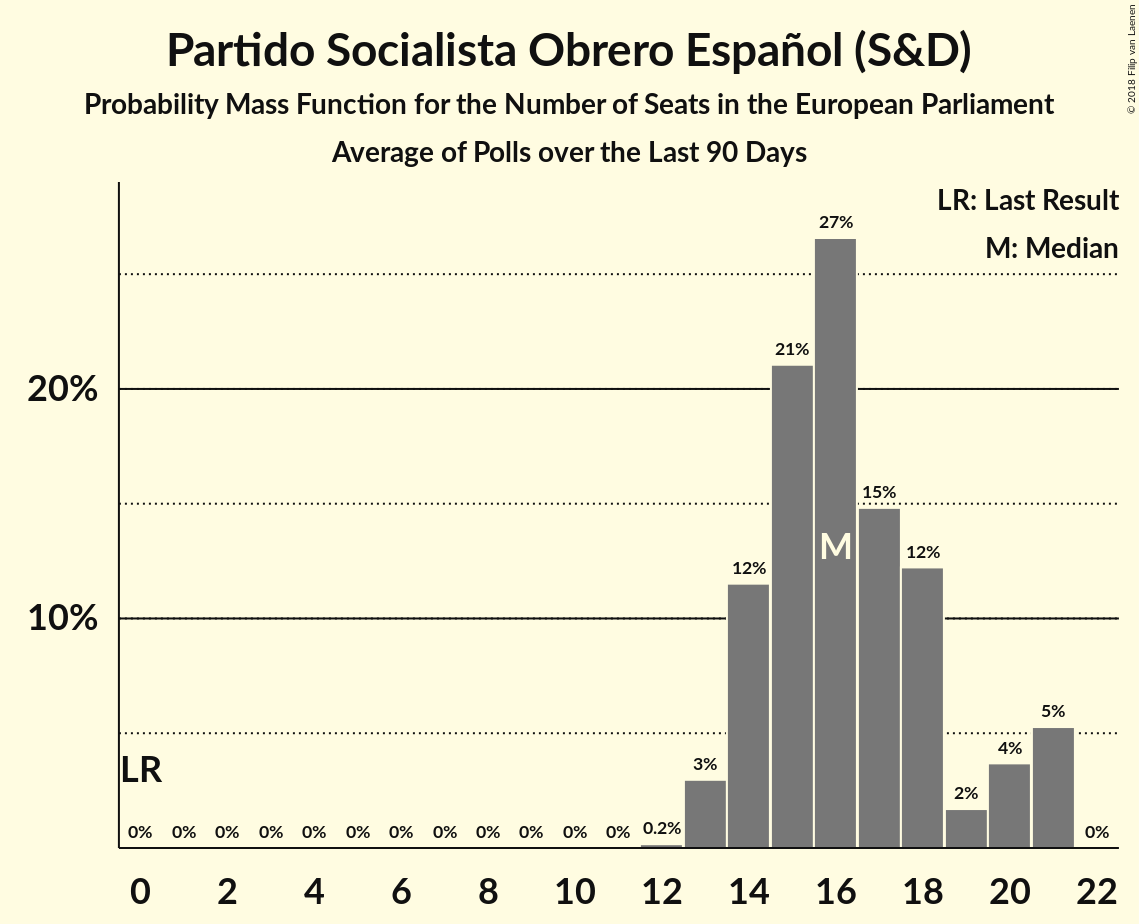 Partido Socialista Obrero Español (S&D)
Probability Mass Function for the Number of Seats in the European Parliament
Average of Polls over the Last 90 Days
© 2018 Filip van Laenen
LR: Last Result
M: Median
20%
10%
LR
M
0% 0% 0% 0% 0% 0% 0% 0% 0% 0% 0% 0% 0.2% 3% 12% 21% 27% 15% 12% 2% 4% 5% 0%
0 2 4 6 8 10 12 14 16 18 20 22